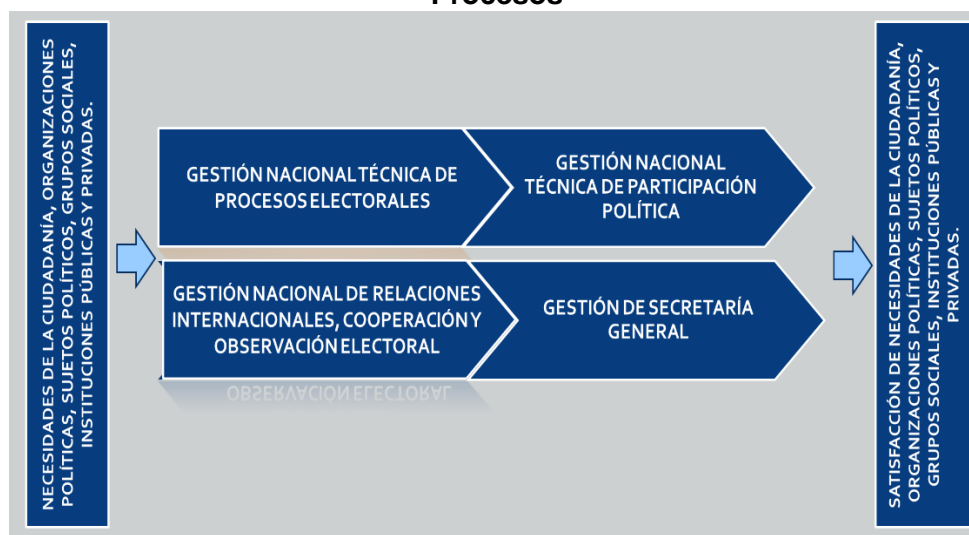 Procesos
NECESIDADES DE LA CIUDADANÍA, ORGANIZACIONES
POLÍTICAS, SUJETOS POLÍTICOS, GRUPOS SOCIALES,
INSTITUCIONES PÚBLICAS Y PRIVADAS.
GESTIÓN NACIONAL TÉCNICA DE
PROCESOS ELECTORALES
GESTIÓN NACIONAL
TÉCNICA DE PARTICIPACIÓN
POLÍTICA
GESTIÓN NACIONAL DE RELACIONES
INTERNACIONALES, COOPERACIÓN Y
OBSERVACIÓN ELECTORAL
GESTIÓN DE SECRETARÍA
GENERAL
SATISFACCIÓN DE NECESIDADES DE LA CIUDADANÍA,
ORGANIZACIONES POLÍTICAS, SUJETOS POLÍTICOS,
GRUPOS SOCIALES, INSTITUCIONES PÚBLICAS Y
PRIVADAS.